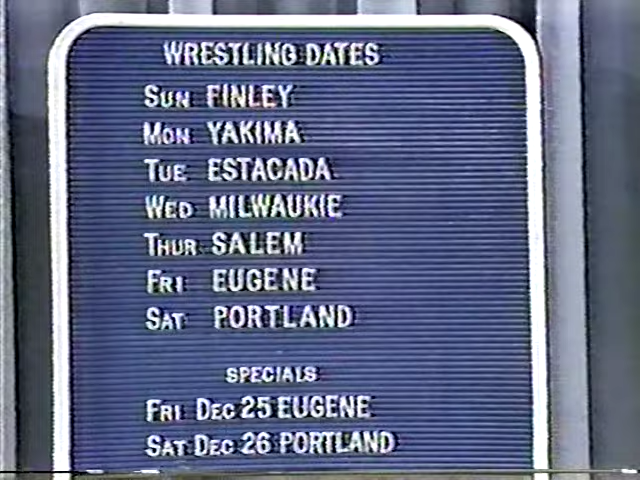 WRESTLING DATES
SUN FINLEY
MON YAKIMA
TUE ESTACADA
WED MILWAUKIE
THUR SALEM
FRI EUGENE
SAT PORTLAND
SPECIALS
FRI DEC 25 EUGENE
SAT DEC 26 PORTLAND